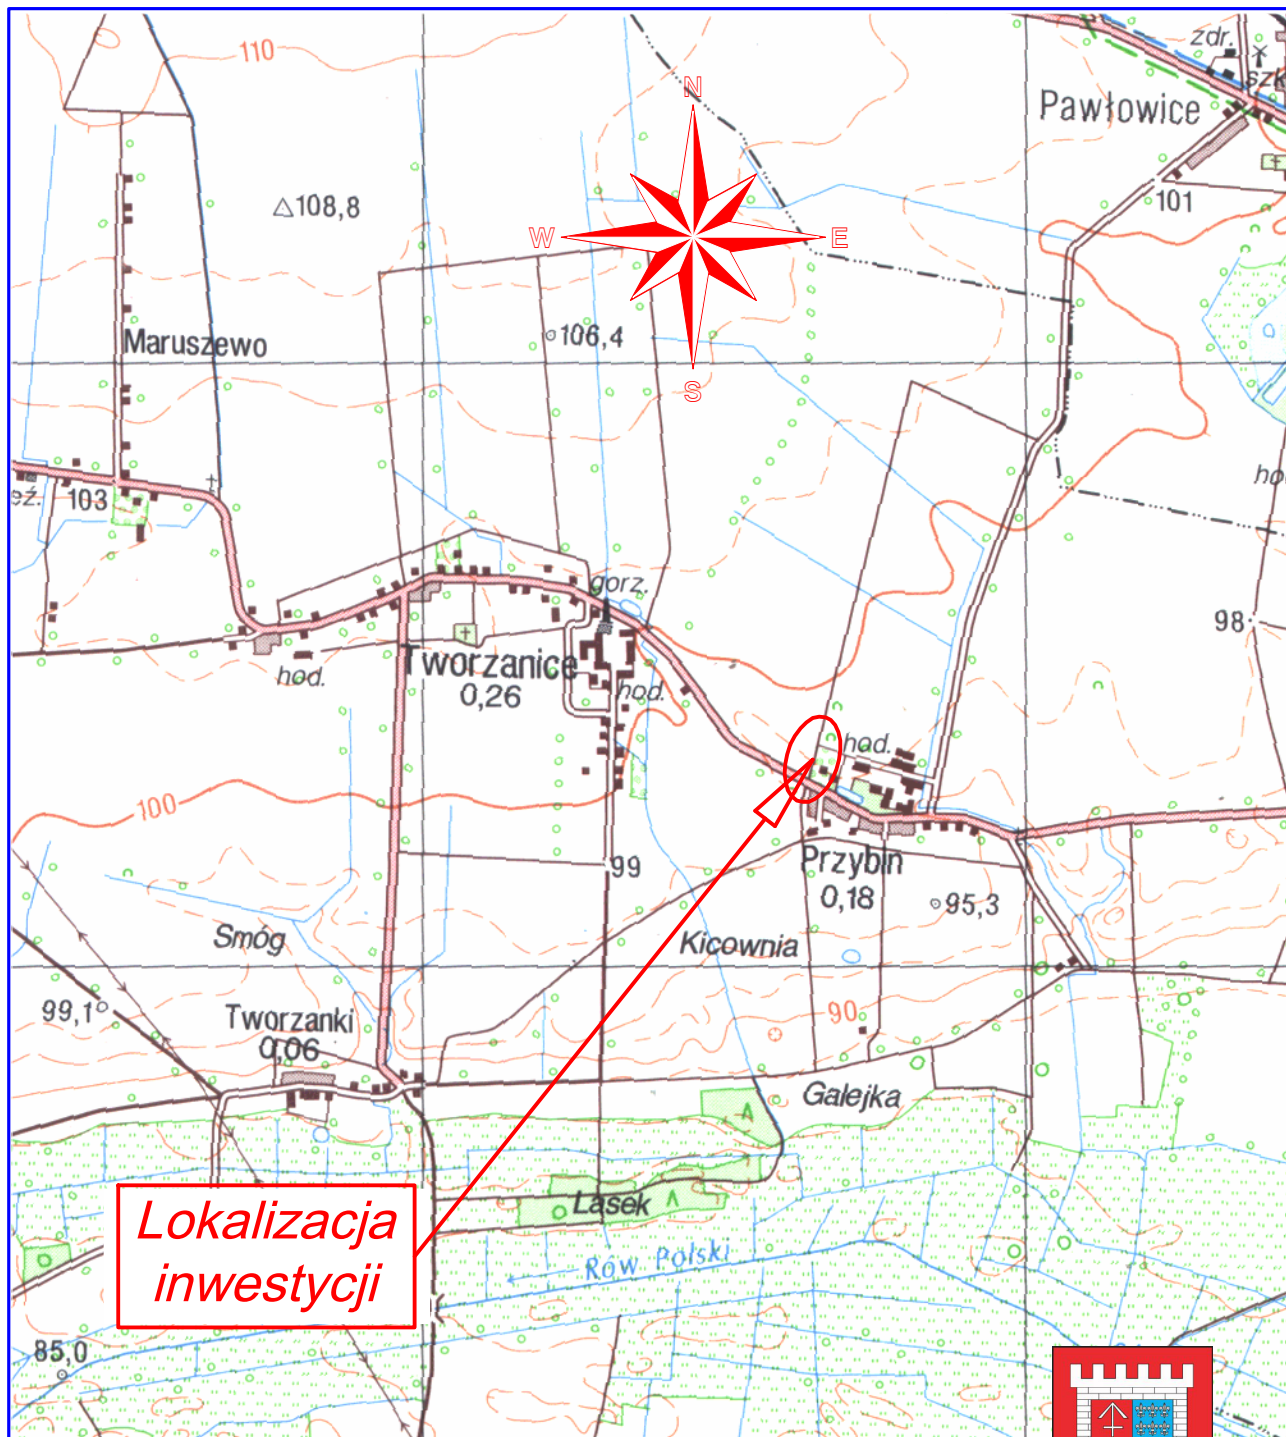 zdr.
110
szk
N
Pawłowice
101
108,8
W
E
106,4
Maruszewo
S
103
gorz.
98
Tworzanice
0,26
hod.
hod.
hod.
100
99
Przybin
0,18
95,3
Smóg
Kicownia
99,1
Tworzanki
0,06
90
Galejka
Lasek
Lokalizacja
inwestycji
Rów Polski
85,0